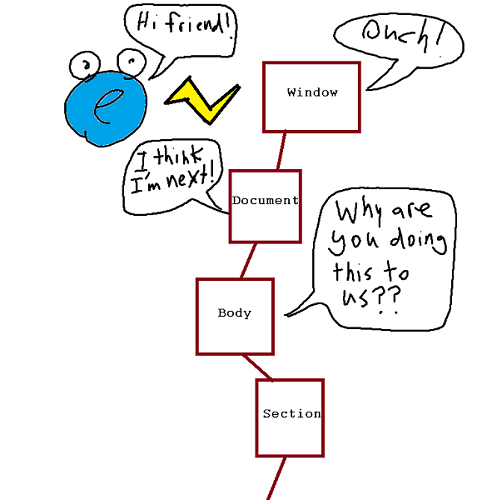 Hi friend!
Ouch!
e
Window
I think
I'm next!
Document
Why are
you doing
this to
us??
Body
Section